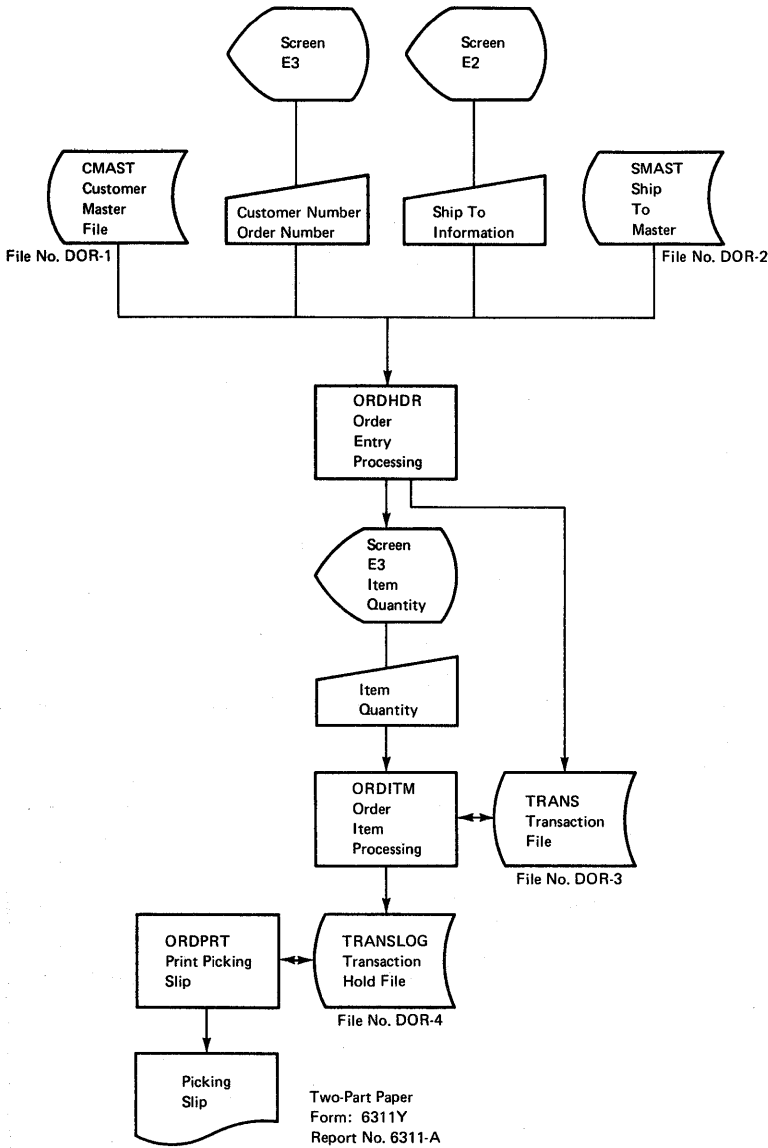 Screen
E3
Screen
E2
CMAST
Customer
Master
File
File No. DOR-1
Customer Number
Order Number
Ship To
Information
SMAST
Ship
To
Master
File No. DOR-2
ORDHDR
Order
Entry
Processing
Screen
E3
Item
Quantity
Item
Quantity
ORDITM
Order
Item
Processing
TRANS
Transaction
File
File No. DOR-3
ORDPRT
Print Picking
Slip
TRANSLOG
Transaction
Hold File
File No. DOR-4
Picking
Slip
Two-Part Paper
Form: 6311Y
Report No. 6311-A